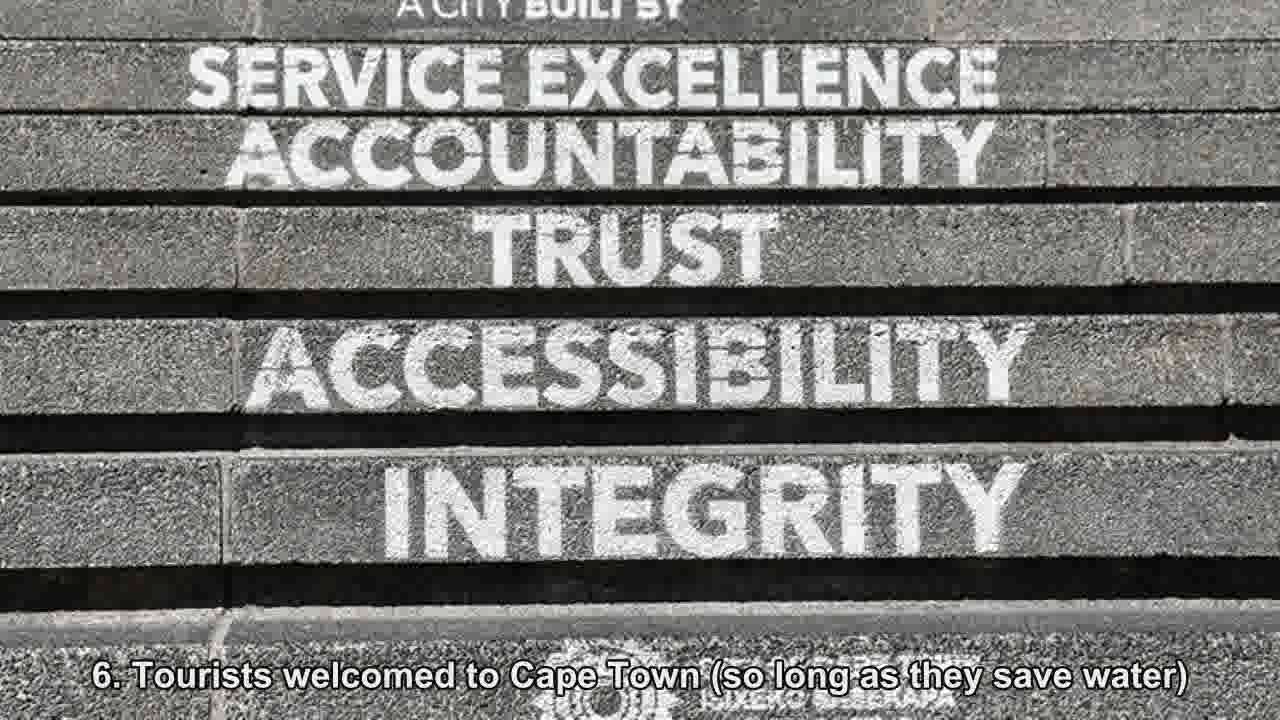 A CITY BUILT BY
SERVICE EXCELLENCE
ACCOUNTABILITY
TRUST
ACCESSIBILITY
INTEGRITY
6. Tourists welcomed to Cape Town (so long as they save water)